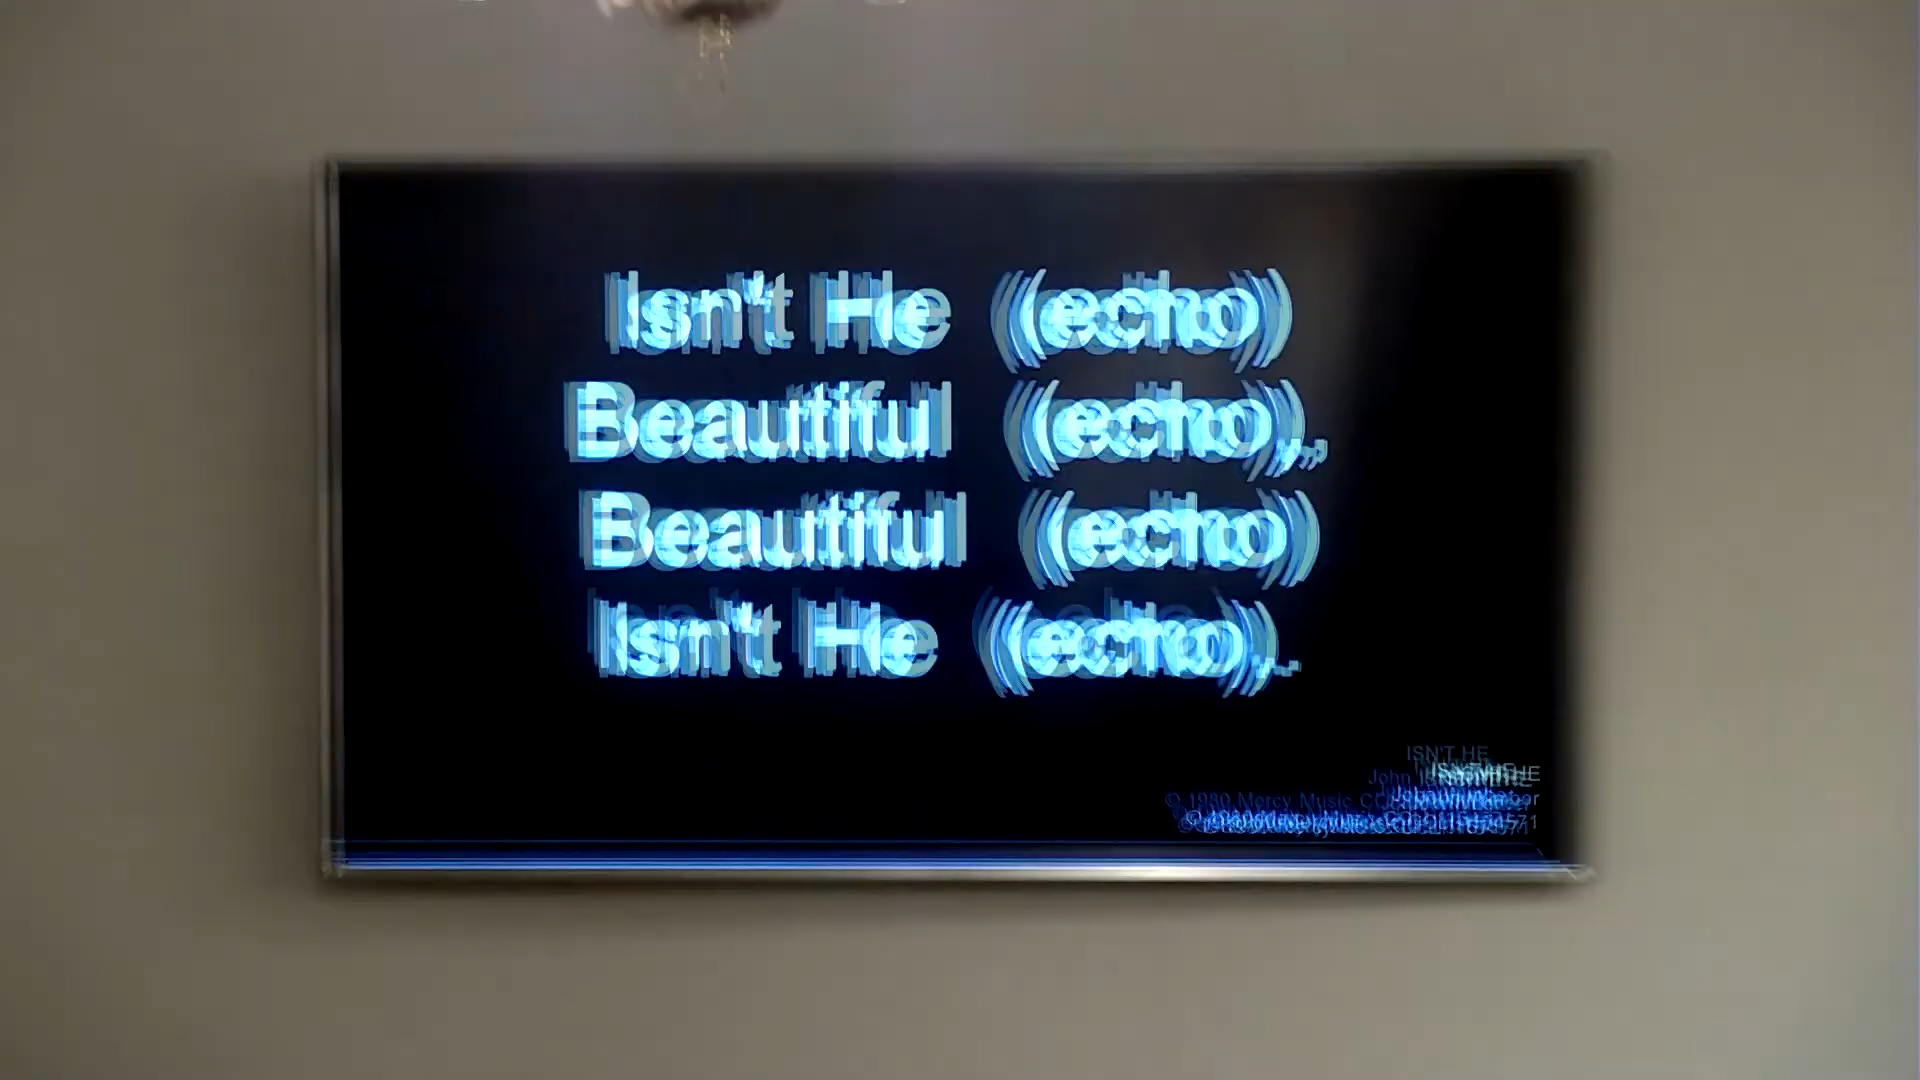 Isn't He (echo)
Beautiful (echo),
Beautiful (echo)
Isn't He (echo),
ISN'T HE
John
© 1980 Mercy Music